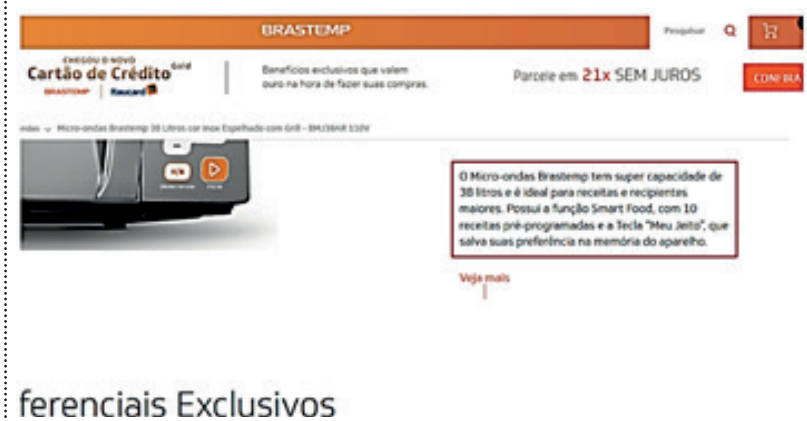 BRASTEMP
Pesquisar
CHEGOU O NOVO
Cartão de Crédito Gold
BRASTEMP | Itaucard
Benefícios exclusivos que valem
ouro na hora de fazer suas compras.
Parcele em 21x SEM JUROS
CONFIRA
Micro-ondas Brastemp 38 Litros cor Inox Espelhado com Grill - BMJ38AR 110V
O Micro-ondas Brastemp tem super capacidade de
38 litros e é ideal para receitas e recipientes
maiores. Possui a função Smart Food, com 10
receitas pré-programadas e a Tecla "Meu Jeito", que
salva suas preferência na memória do aparelho.
Veja mais
ferenciais Exclusivos